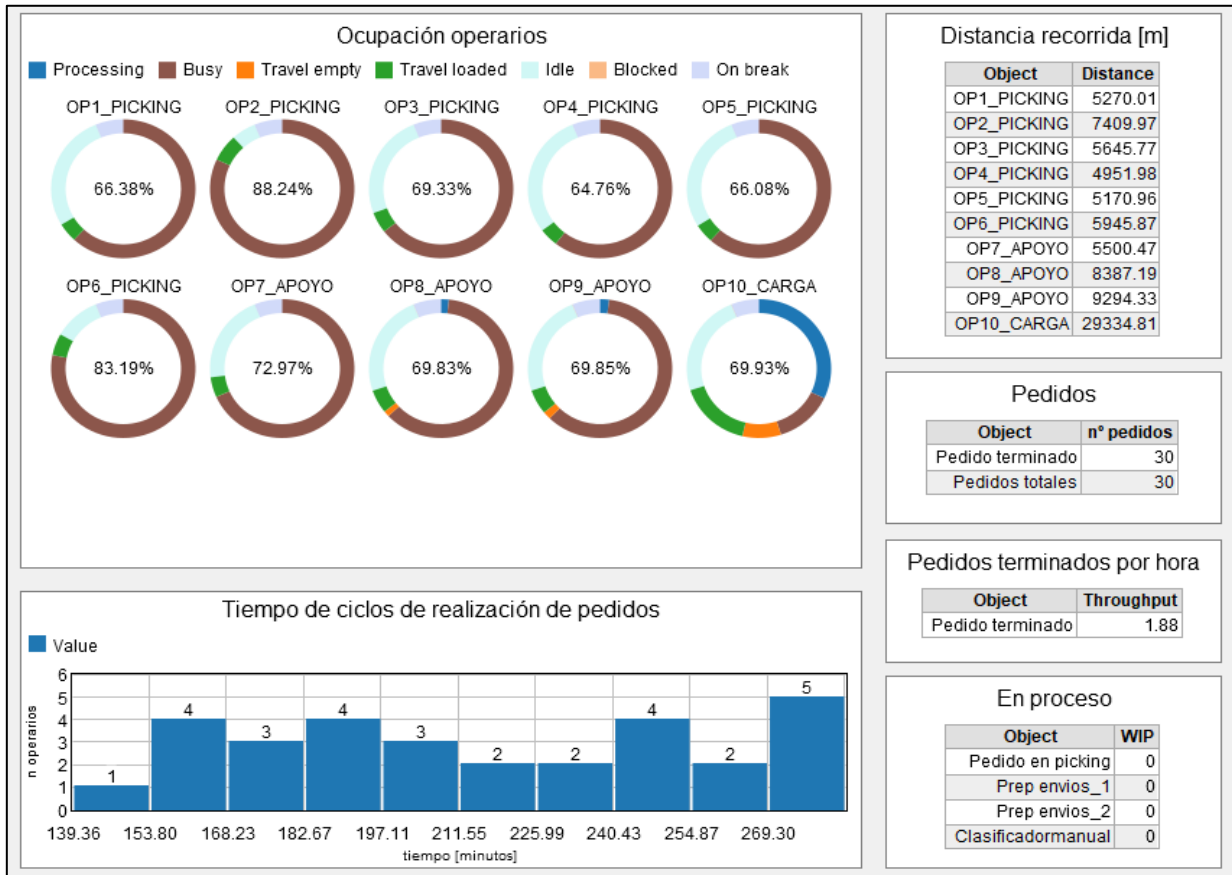 Ocupación operarios
Processing Busy Travel empty Travel loaded Idle Blocked On break
OP1_PICKING OP2_PICKING OP3_PICKING OP4_PICKING OP5_PICKING
66.38% 88.24% 69.33% 64.76% 66.08%
OP6_PICKING OP7_APOYO OP8_APOYO OP9_APOYO OP10_CARGA
83.19% 72.97% 69.83% 69.85% 69.93%
Tiempo de ciclos de realización de pedidos
Value
n operarios
6
5
4
3
2
1
0
1 4 3 4 3 2 2 4 2 5
139.36 153.80 168.23 182.67 197.11 211.55 225.99 240.43 254.87 269.30
tiempo [minutos]
Distancia recorrida [m]
Object Distance
OP1_PICKING 5270.01
OP2_PICKING 7409.97
OP3_PICKING 5645.77
OP4_PICKING 4951.98
OP5_PICKING 5170.96
OP6_PICKING 5945.87
OP7_APOYO 5500.47
OP8_APOYO 8387.19
OP9_APOYO 9294.33
OP10_CARGA 29334.81
Pedidos
Object nº pedidos
Pedido terminado 30
Pedidos totales 30
Pedidos terminados por hora
Object Throughput
Pedido terminado 1.88
En proceso
Object WIP
Pedido en picking 0
Prep envios_1 0
Prep envios_2 0
Clasificadormanual 0